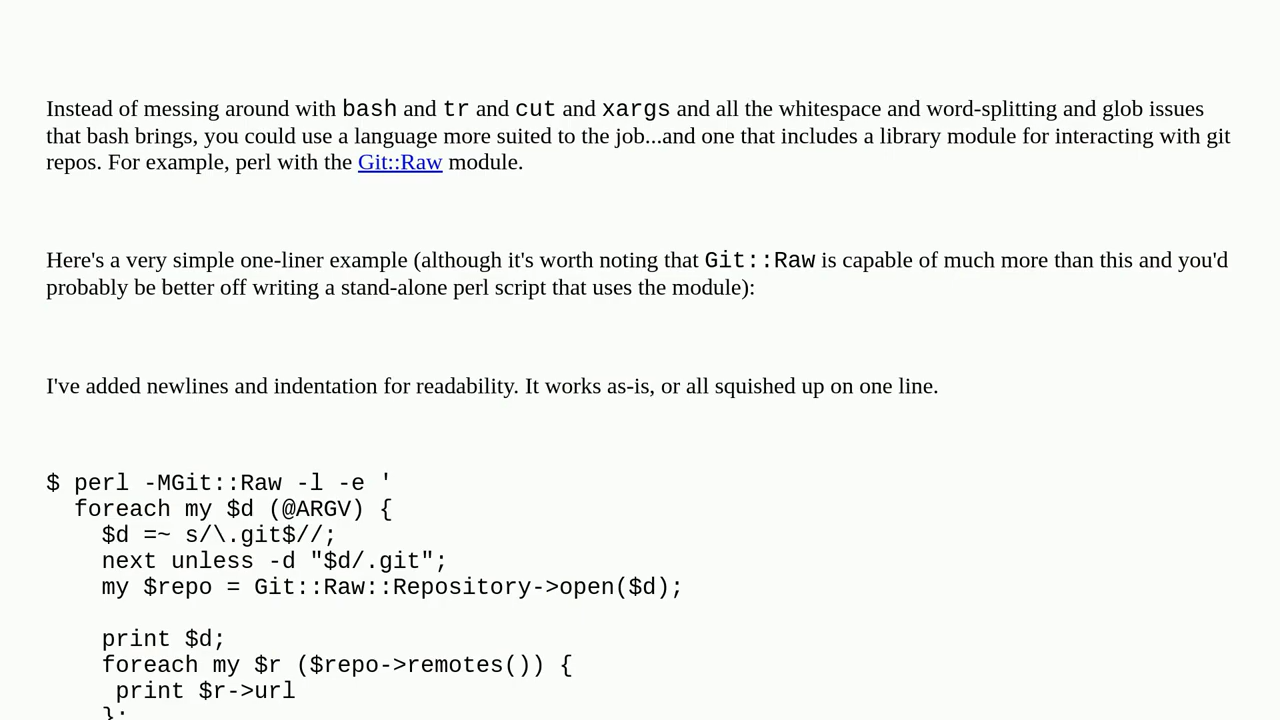 Instead of messing around with bash and tr and cut and xargs and all the whitespace and word-splitting and glob issues
that bash brings, you could use a language more suited to the job...and one that includes a library module for interacting with git
repos. For example, perl with the Git::Raw module.
Here's a very simple one-liner example (although it's worth noting that Git::Raw is capable of much more than this and you'd
probably be better off writing a stand-alone perl script that uses the module):
I've added newlines and indentation for readability. It works as-is, or all squished up on one line.
$ perl -MGit::Raw -l -e '
  foreach my $d (@ARGV) {
    $d =~ s/\.git$//;
    next unless -d "$d/.git";
    my $repo = Git::Raw::Repository->open($d);
    print $d;
    foreach my $r ($repo->remotes()) {
     print $r->url
    };